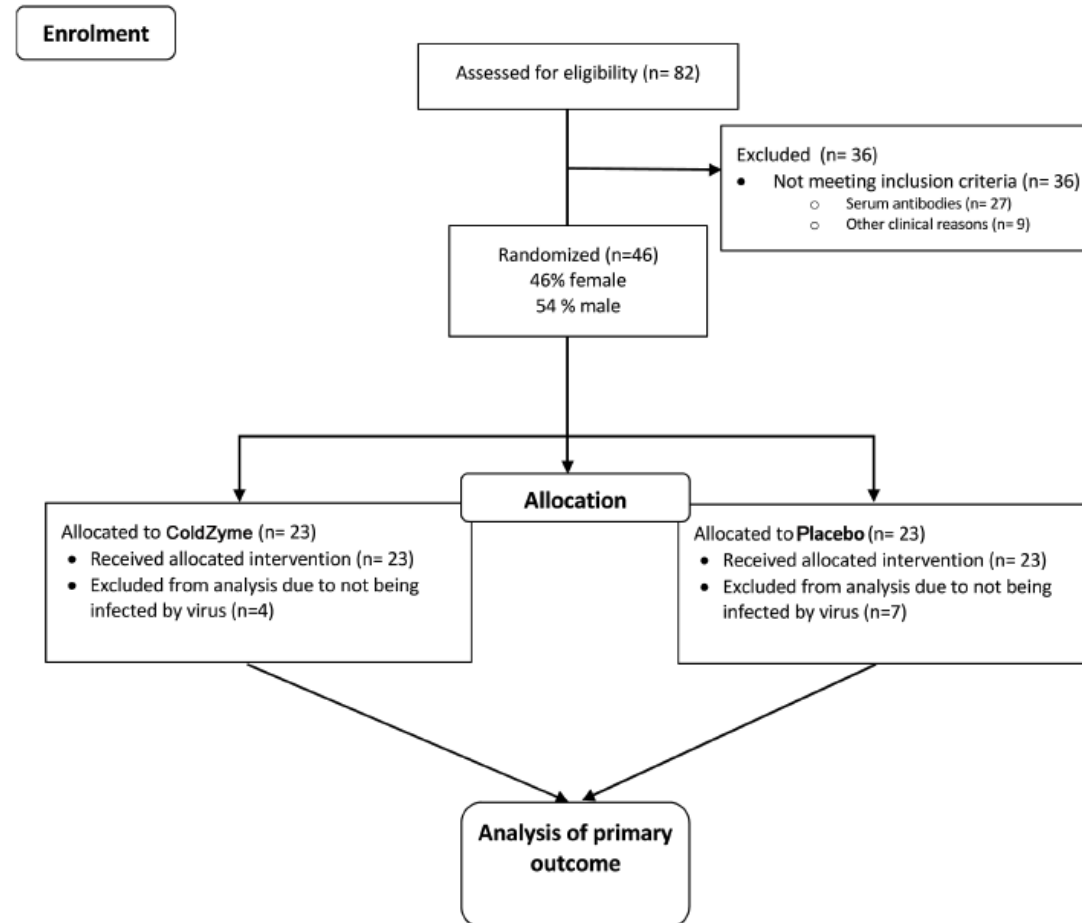 Enrolment
Assessed for eligibility (n= 82)
Excluded (n= 36)
• Not meeting inclusion criteria (n= 36)
o Serum antibodies (n= 27)
o Other clinical reasons (n= 9)
Randomized (n=46)
46% female
54 % male
Allocation
Allocated to ColdZyme (n= 23)
• Received allocated intervention (n= 23)
• Excluded from analysis due to not being
infected by virus (n=4)
Allocated to Placebo (n= 23)
• Received allocated intervention (n= 23)
• Excluded from analysis due to not being
infected by virus (n=7)
Analysis of primary
outcome